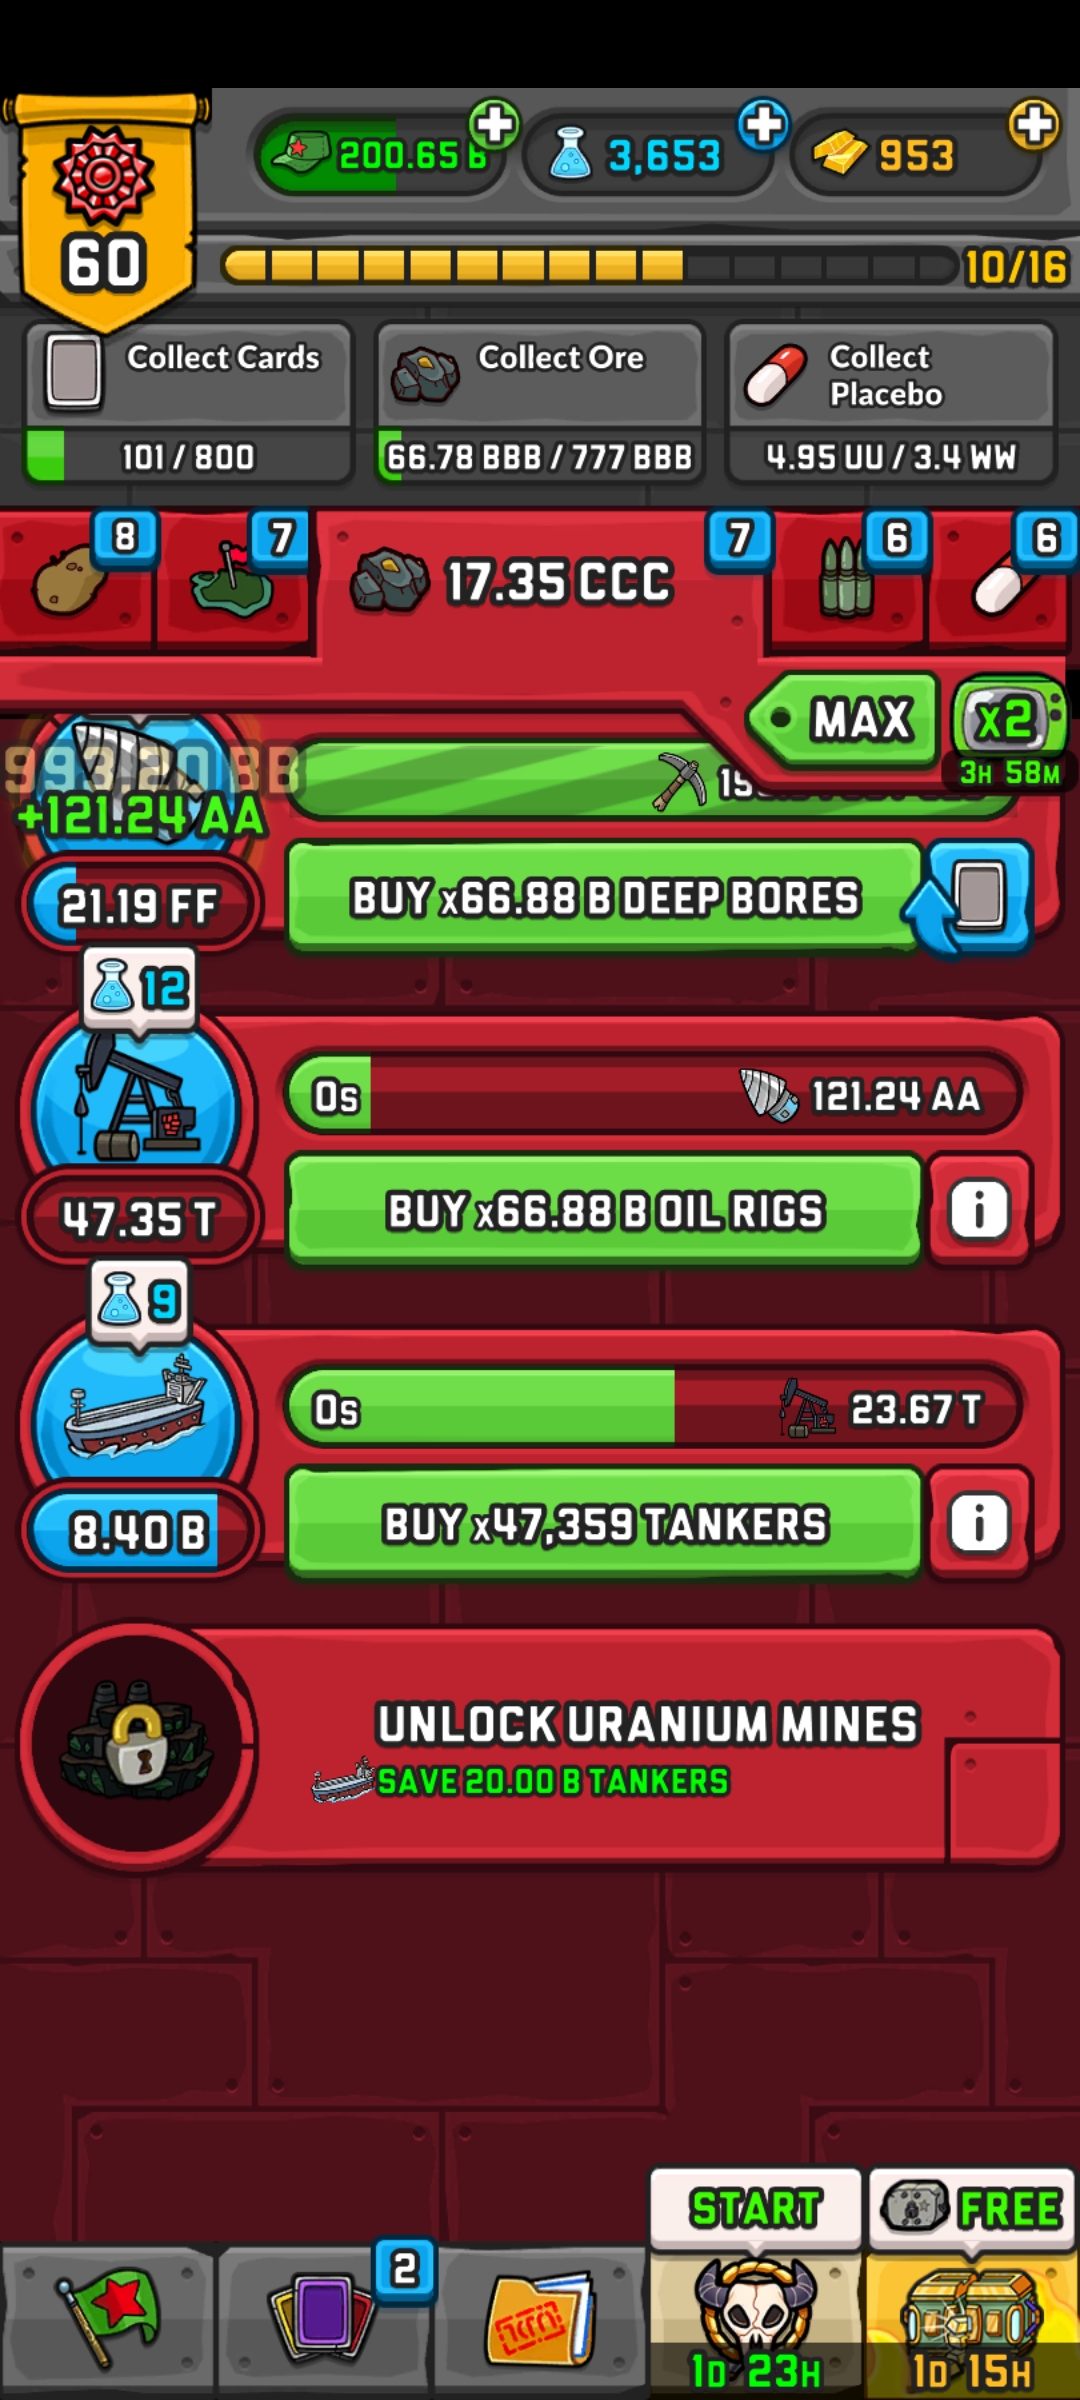 60
200.65 B
3,653
953
10/16
Collect Cards
101 / 800
Collect Ore
66.78 BBB / 777 BBB
Collect
Placebo
4.95 UU / 3.4 WW
8
7
17.35 CCC
7
6
6
MAX
x2
3H 58M
993.20 BB
+121.24 AA
21.19 FF
BUY x66.88 B DEEP BORES
12
0s
121.24 AA
47.35 T
BUY x66.88 B OIL RIGS
i
9
0s
23.67 T
8.40 B
BUY x47,359 TANKERS
i
UNLOCK URANIUM MINES
SAVE 20.00 B TANKERS
START
FREE
2
1D 23H
1D 15H